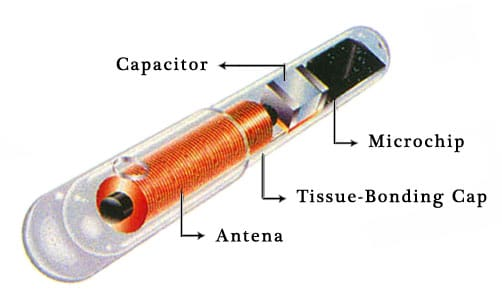 Capacitor
Microchip
Tissue-Bonding Cap
Antena